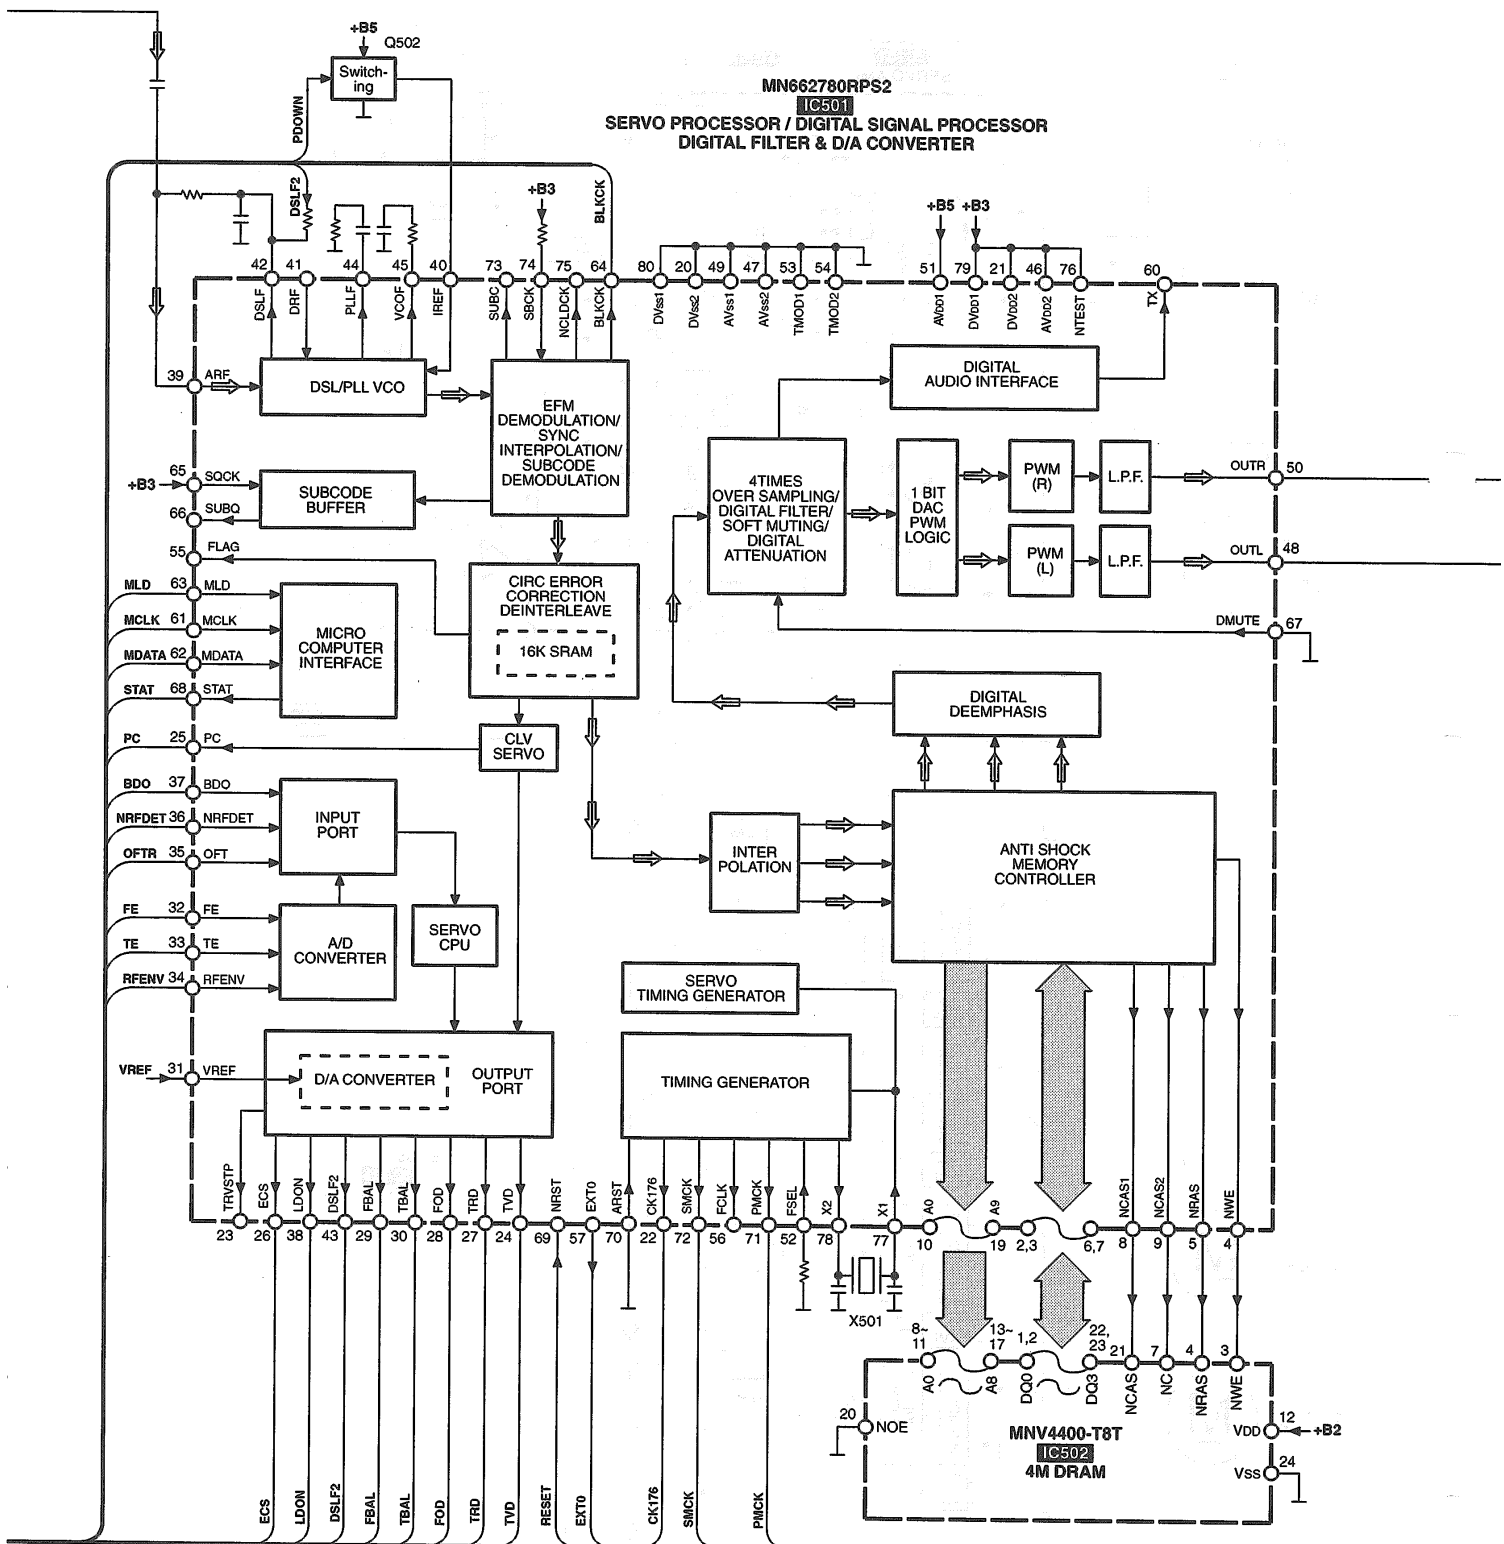 +B5
Q502
Switch-
ing
PDOWN
MN662780RPS2
IC501
SERVO PROCESSOR / DIGITAL SIGNAL PROCESSOR
DIGITAL FILTER & D/A CONVERTER
DSLF2
+B3
BLKCK
+B5 +B3
42 41 44 45 40 73 74 75 64 80 20 49 47 53 54 51 79 21 46 76 60
DSLF
DRF
PLLF
VCOF
IREF
SUBC
SBCK
NCLDCK
BLKCK
DVss1
DVss2
AVss1
AVss2
TMOD1
TMOD2
AVDD1
DVDD1
DVDD2
AVDD2
NTEST
TX
39 ARF
DSL/PLL VCO
EFM
DEMODULATION/
SYNC
INTERPOLATION/
SUBCODE
DEMODULATION
DIGITAL
AUDIO INTERFACE
+B3 65 SQCK
66 SUBQ
SUBCODE
BUFFER
4TIMES
OVER SAMPLING/
DIGITAL FILTER/
SOFT MUTING/
DIGITAL
ATTENUATION
1 BIT
DAC
PWM
LOGIC
PWM
(R)
L.P.F.
OUTR 50
PWM
(L)
L.P.F.
OUTL 48
55 FLAG
CIRC ERROR
CORRECTION
DEINTERLEAVE
16K SRAM
MLD 63 MLD
MCLK 61 MCLK
MDATA 62 MDATA
STAT 68 STAT
MICRO
COMPUTER
INTERFACE
DMUTE 67
DIGITAL
DEEMPHASIS
PC 25 PC
CLV
SERVO
BDO 37 BDO
NRFDET 36 NRFDET
OFTR 35 OFT
INPUT
PORT
INTER
POLATION
ANTI SHOCK
MEMORY
CONTROLLER
FE 32 FE
TE 33 TE
RFENV 34 RFENV
A/D
CONVERTER
SERVO
CPU
SERVO
TIMING GENERATOR
VREF 31 VREF
D/A CONVERTER
OUTPUT
PORT
TIMING GENERATOR
TRVSTP
ECS
LDON
DSLF2
FBAL
TBAL
FOD
TRD
TVD
NRST
EXT0
ARST
CK176
SMCK
FCLK
PMCK
FSEL
X2
X1
A0
A9
NCAS1
NCAS2
NRAS
NWE
23 26 38 43 29 30 28 27 24 69 57 70 22 72 56 71 52 78 77 10 19 2,3 6,7 8 9 5 4
X501
8~
11
13~
17
1,2
22,
23
21 7 4 3
A0
A8
DQ0
DQ3
NCAS
NC
NRAS
NWE
20 NOE
MNV4400-T8T
IC502
4M DRAM
VDD 12 +B2
Vss 24
ECS
LDON
DSLF2
FBAL
TBAL
FOD
TRD
TVD
RESET
EXT0
CK176
SMCK
PMCK